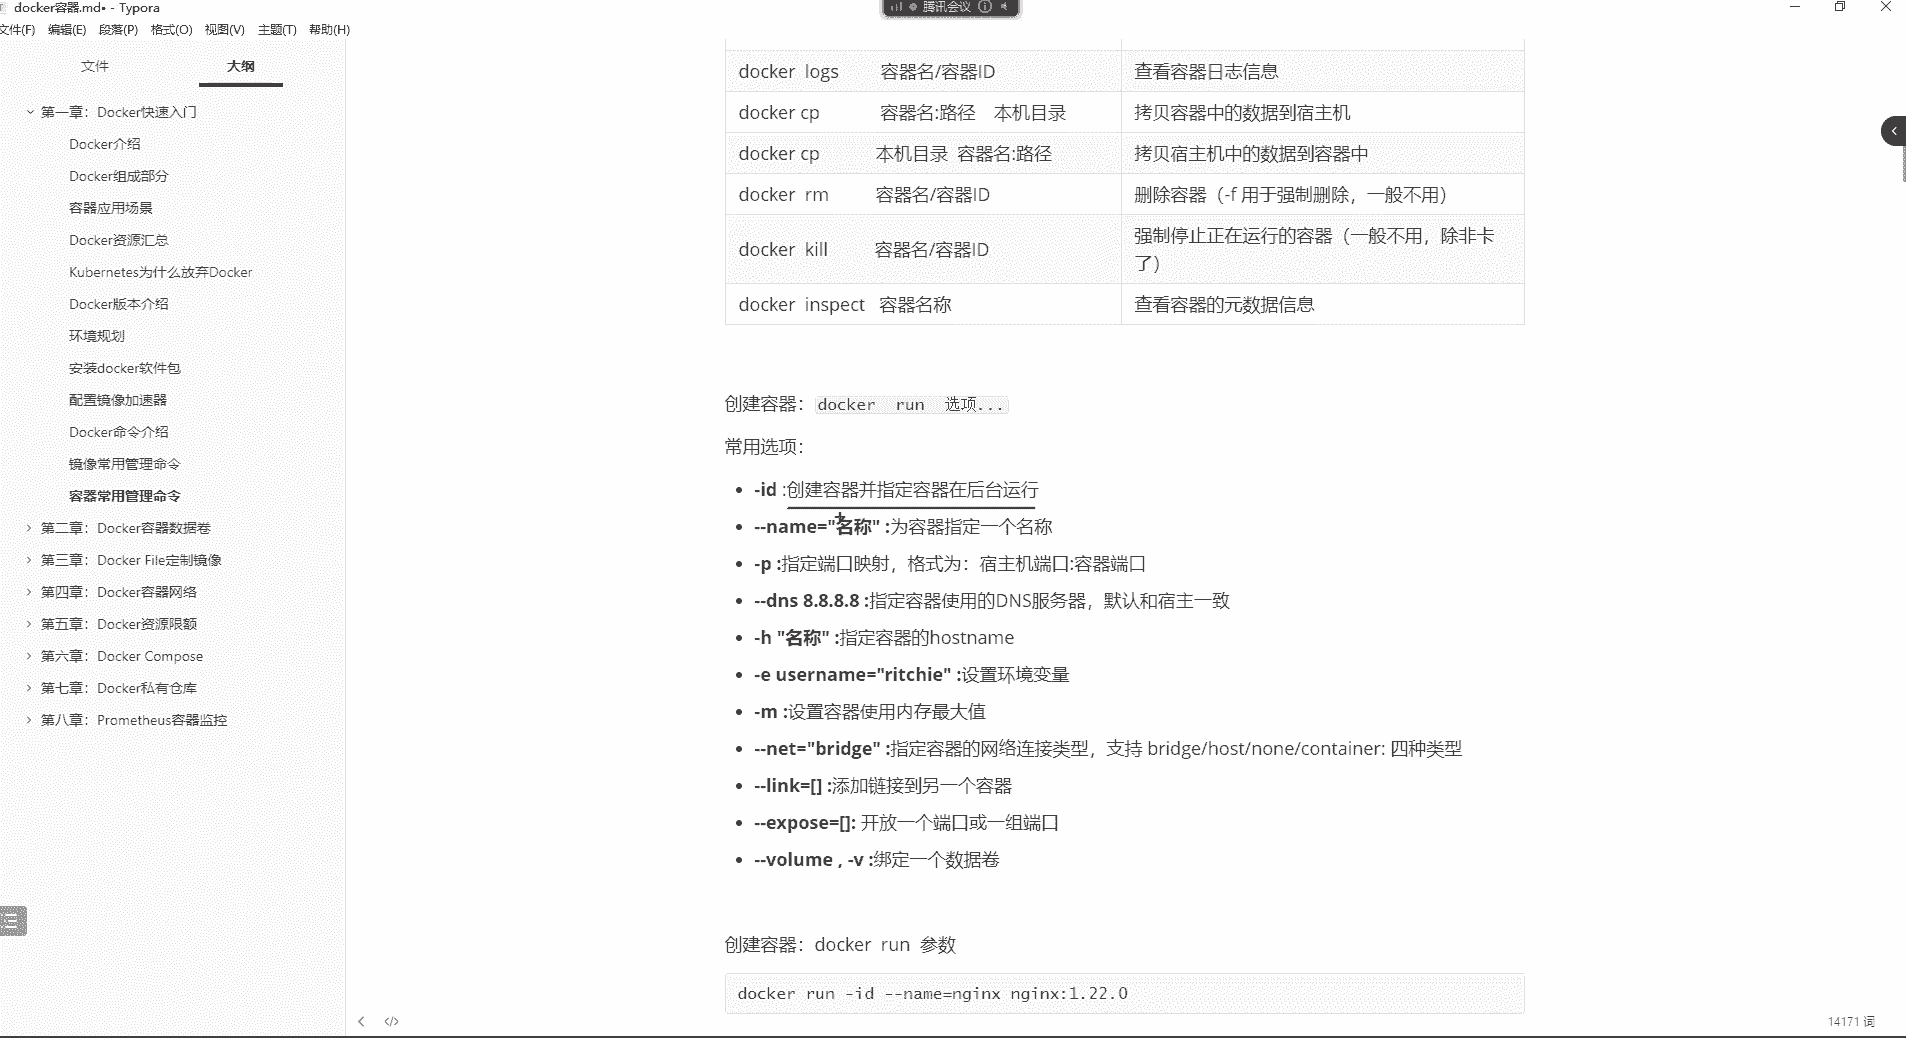 docker容器.md• - Typora
腾讯会议
文件(F) 编辑(E) 段落(P) 格式(O) 视图(V) 主题(T) 帮助(H)
文件 大纲
第一章：Docker快速入门
Docker介绍
Docker组成部分
容器应用场景
Docker资源汇总
Kubernetes为什么放弃Docker
Docker版本介绍
环境规划
安装docker软件包
配置镜像加速器
Docker命令介绍
镜像常用管理命令
容器常用管理命令
第二章：Docker容器数据卷
第三章：Docker File定制镜像
第四章：Docker容器网络
第五章：Docker资源限额
第六章：Docker Compose
第七章：Docker私有仓库
第八章：Prometheus容器监控
docker logs 容器名/容器ID 查看容器日志信息
docker cp 容器名:路径 本机目录 拷贝容器中的数据到宿主机
docker cp 本机目录 容器名:路径 拷贝宿主机中的数据到容器中
docker rm 容器名/容器ID 删除容器（-f 用于强制删除，一般不用）
docker kill 容器名/容器ID 强制停止正在运行的容器（一般不用，除非卡
了）
docker inspect 容器名称 查看容器的元数据信息
创建容器：docker run 选项...
常用选项：
-id :创建容器并指定容器在后台运行
--name="名称" :为容器指定一个名称
-p :指定端口映射，格式为：宿主机端口:容器端口
--dns 8.8.8.8 :指定容器使用的DNS服务器，默认和宿主一致
-h "名称" :指定容器的hostname
-e username="ritchie" :设置环境变量
-m :设置容器使用内存最大值
--net="bridge" :指定容器的网络连接类型，支持 bridge/host/none/container: 四种类型
--link=[] :添加链接到另一个容器
--expose=[]: 开放一个端口或一组端口
--volume , -v :绑定一个数据卷
创建容器：docker run 参数
docker run -id --name=nginx nginx:1.22.0
14171 词